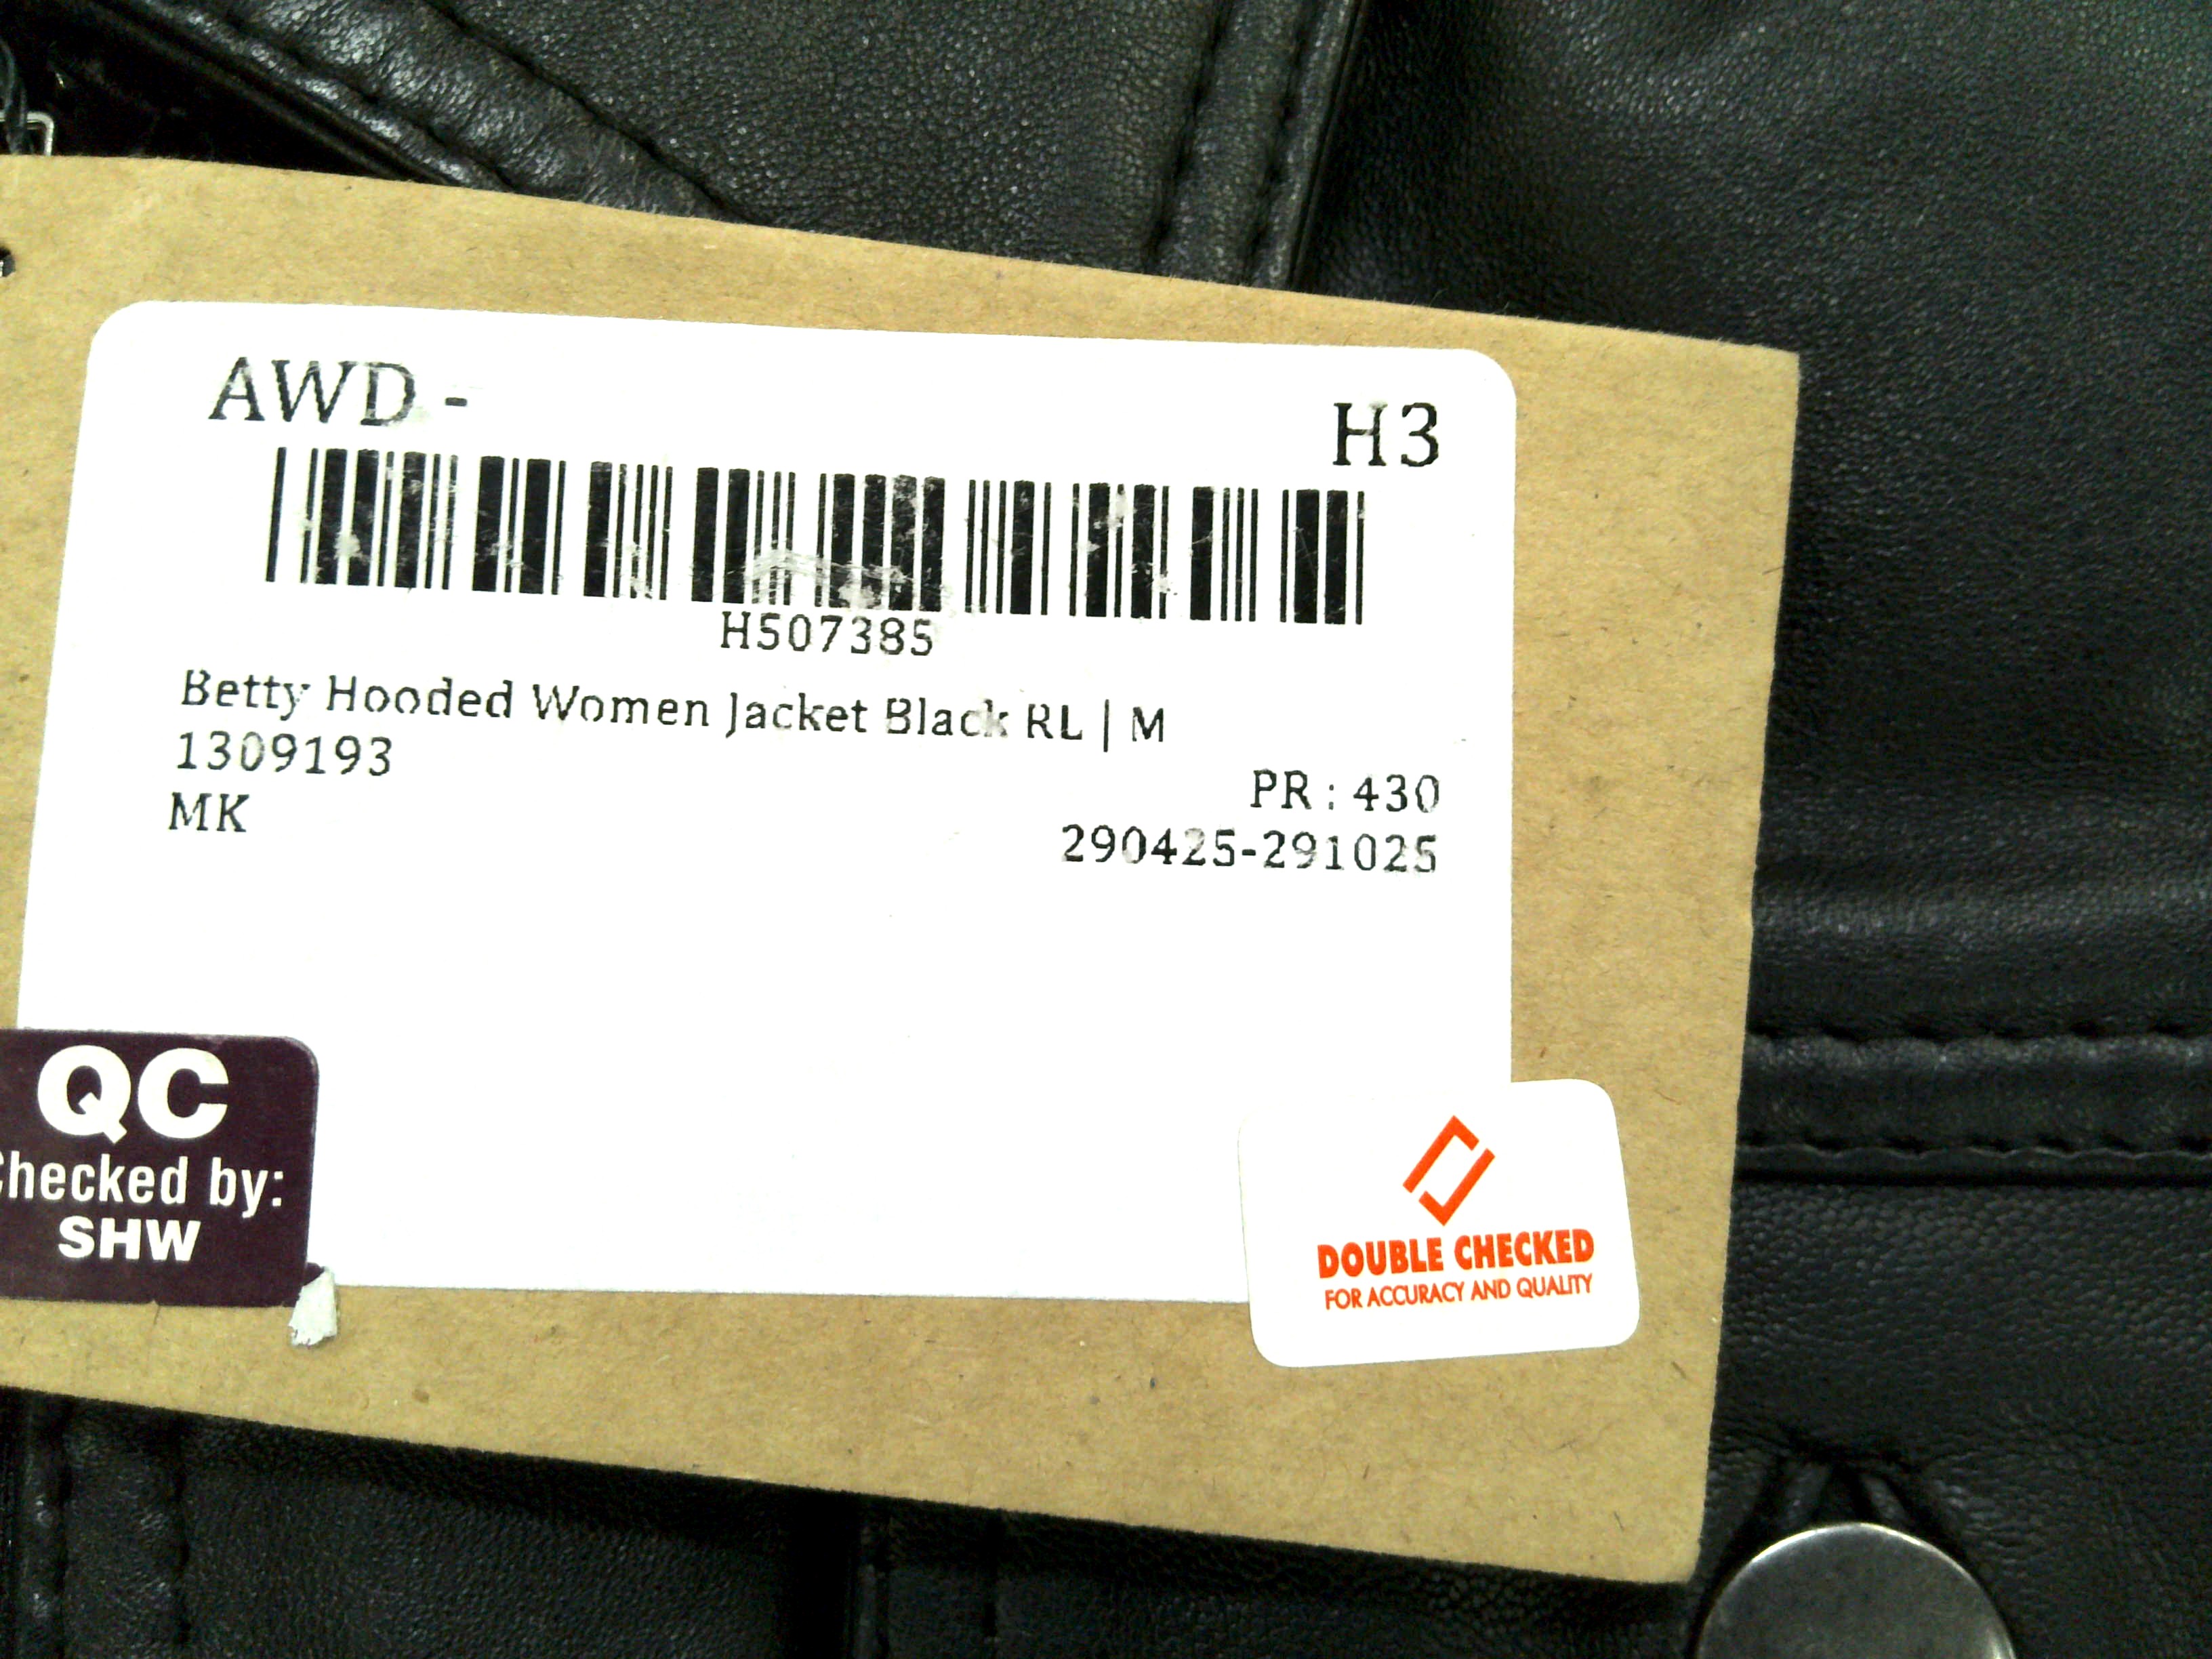 AWD - H3
H507385
Betty Hooded Women Jacket Black RL | M
1309193
PR : 430
MK
290425-291025
QC
Checked by:
SHW
DOUBLE CHECKED
FOR ACCURACY AND QUALITY